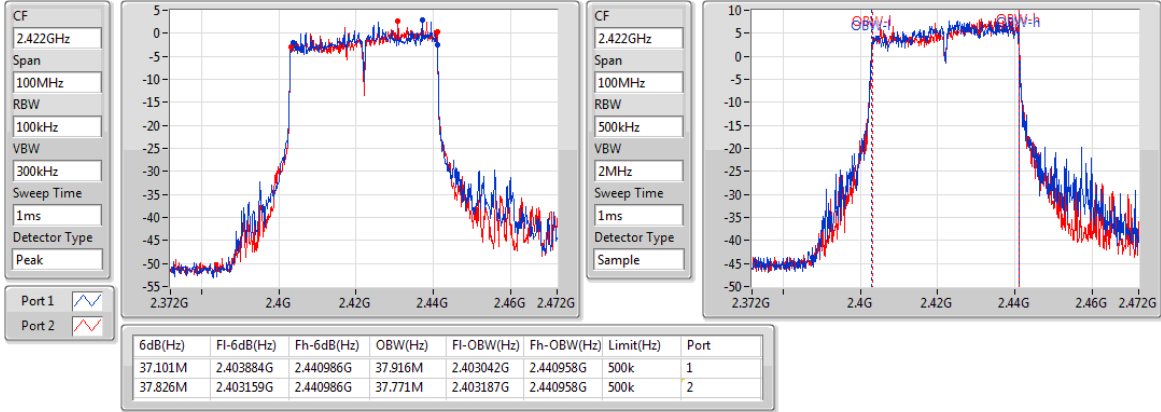 CF
2.422GHz
Span
100MHz
RBW
100kHz
VBW
300kHz
Sweep Time
1ms
Detector Type
Peak
Port 1
Port 2
5
0
-5
-10
-15
-20
-25
-30
-35
-40
-45
-50
-55
2.372G 2.4G 2.42G 2.44G 2.46G 2.472G
CF
2.422GHz
Span
100MHz
RBW
500kHz
VBW
2MHz
Sweep Time
1ms
Detector Type
Sample
10
5
0
-5
-10
-15
-20
-25
-30
-35
-40
-45
-50
OBW-l OBW-h
OBW-l OBW-h
2.372G 2.4G 2.42G 2.44G 2.46G 2.472G
6dB(Hz) Fl-6dB(Hz) Fh-6dB(Hz) OBW(Hz) Fl-OBW(Hz) Fh-OBW(Hz) Limit(Hz) Port
37.101M 2.403884G 2.440986G 37.916M 2.403042G 2.440958G 500k 1
37.826M 2.403159G 2.440986G 37.771M 2.403187G 2.440958G 500k 2